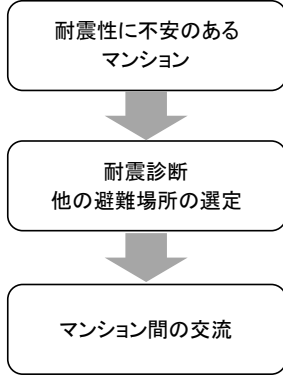 耐震性に不安のある
マンション
耐震診断
他の避難場所の選定
マンション間の交流